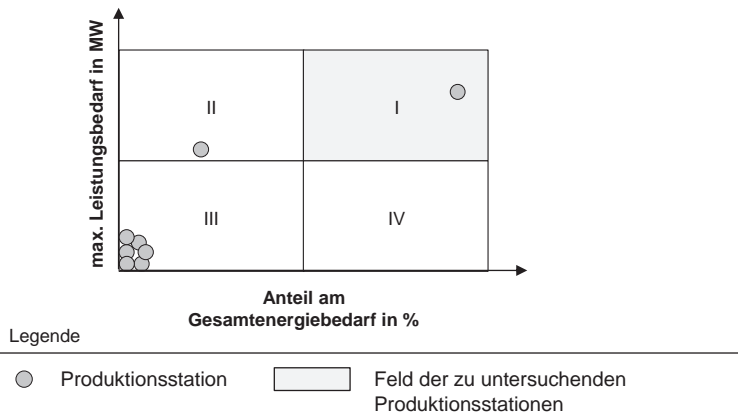 max. Leistungsbedarf in MW
II
I
III
IV
Anteil am
Gesamtenergiebedarf in %
Legende
Produktionsstation
Feld der zu untersuchenden
Produktionsstationen